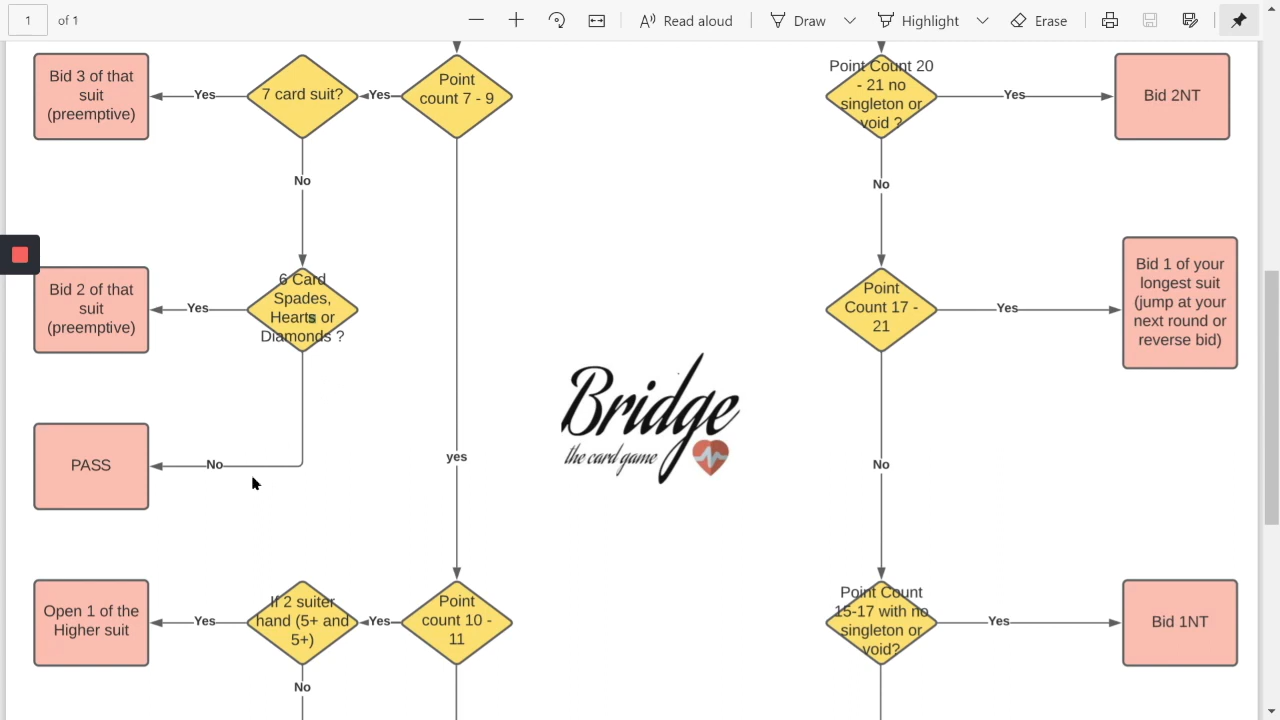 1 of 1
Read aloud
Draw
Highlight
Erase
Bid 3 of that
suit
(preemptive)
Yes
7 card suit?
Yes
Point
count 7 - 9
Point Count 20
- 21 no
singleton or
void ?
Yes
Bid 2NT
No
No
Bid 2 of that
suit
(preemptive)
Yes
6 Card
Spades,
Hearts or
Diamonds ?
Point
Count 17 -
21
Yes
Bid 1 of your
longest suit
(jump at your
next round or
reverse bid)
Bridge
the card game
PASS
No
yes
No
Open 1 of the
Higher suit
Yes
If 2 suiter
hand (5+ and
5+)
Yes
Point
count 10 -
11
Point Count
15-17 with no
singleton or
void?
Yes
Bid 1NT
No